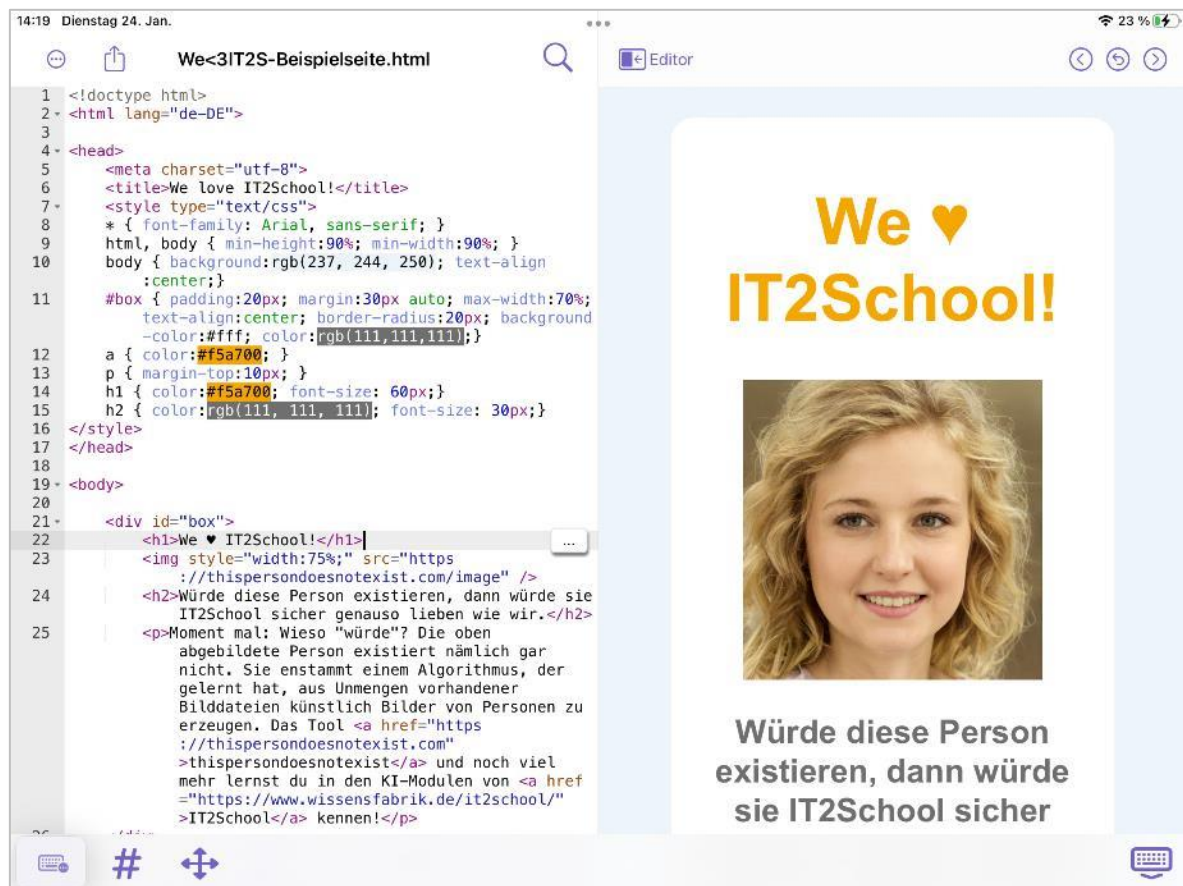 14:19 Dienstag 24. Jan.
23 %
We<3IT2S-Beispielseite.html
Editor
1 <!doctype html>
2 <html lang="de-DE">
3
4 <head>
5 <meta charset="utf-8">
6 <title>We love IT2School!</title>
7 <style type="text/css">
8 * { font-family: Arial, sans-serif; }
9 html, body { min-height:90%; min-width:90%; }
10 body { background:rgb(237, 244, 250); text-align
:center;}
11 #box { padding:20px; margin:30px auto; max-width:70%;
text-align:center; border-radius:20px; background
-color:#fff; color:rgb(111,111,111);}
12 a { color:#f5a700; }
13 p { margin-top:10px; }
14 h1 { color:#f5a700; font-size: 60px;}
15 h2 { color:rgb(111, 111, 111); font-size: 30px;}
16 </style>
17 </head>
18
19 <body>
20
21 <div id="box">
22 <h1>We ♥ IT2School!</h1>
...
23 <img style="width:75%;" src="https
://thispersondoesnotexist.com/image" />
24 <h2>Würde diese Person existieren, dann würde sie
IT2School sicher genauso lieben wie wir.</h2>
25 <p>Moment mal: Wieso "würde"? Die oben
abgebildete Person existiert nämlich gar
nicht. Sie enstammt einem Algorithmus, der
gelernt hat, aus Unmengen vorhandener
Bilddateien künstlich Bilder von Personen zu
erzeugen. Das Tool <a href="https
://thispersondoesnotexist.com"
>thispersondoesnotexist</a> und noch viel
mehr lernst du in den KI-Modulen von <a href
="https://www.wissensfabrik.de/it2school/"
>IT2School</a> kennen!</p>
#
We ♥
IT2School!
Würde diese Person
existieren, dann würde
sie IT2School sicher